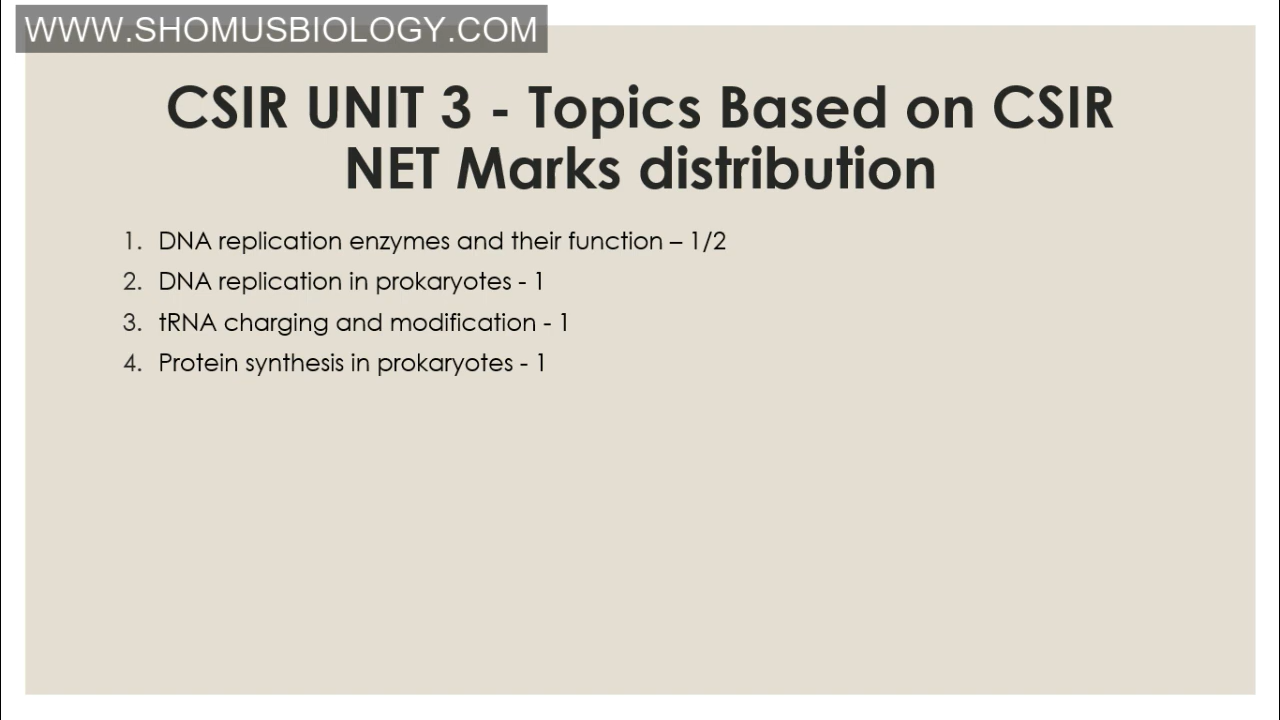 WWW.SHOMUSBIOLOGY.COM
CSIR UNIT 3 - Topics Based on CSIR
NET Marks distribution
1. DNA replication enzymes and their function – 1/2
2. DNA replication in prokaryotes - 1
3. tRNA charging and modification - 1
4. Protein synthesis in prokaryotes - 1